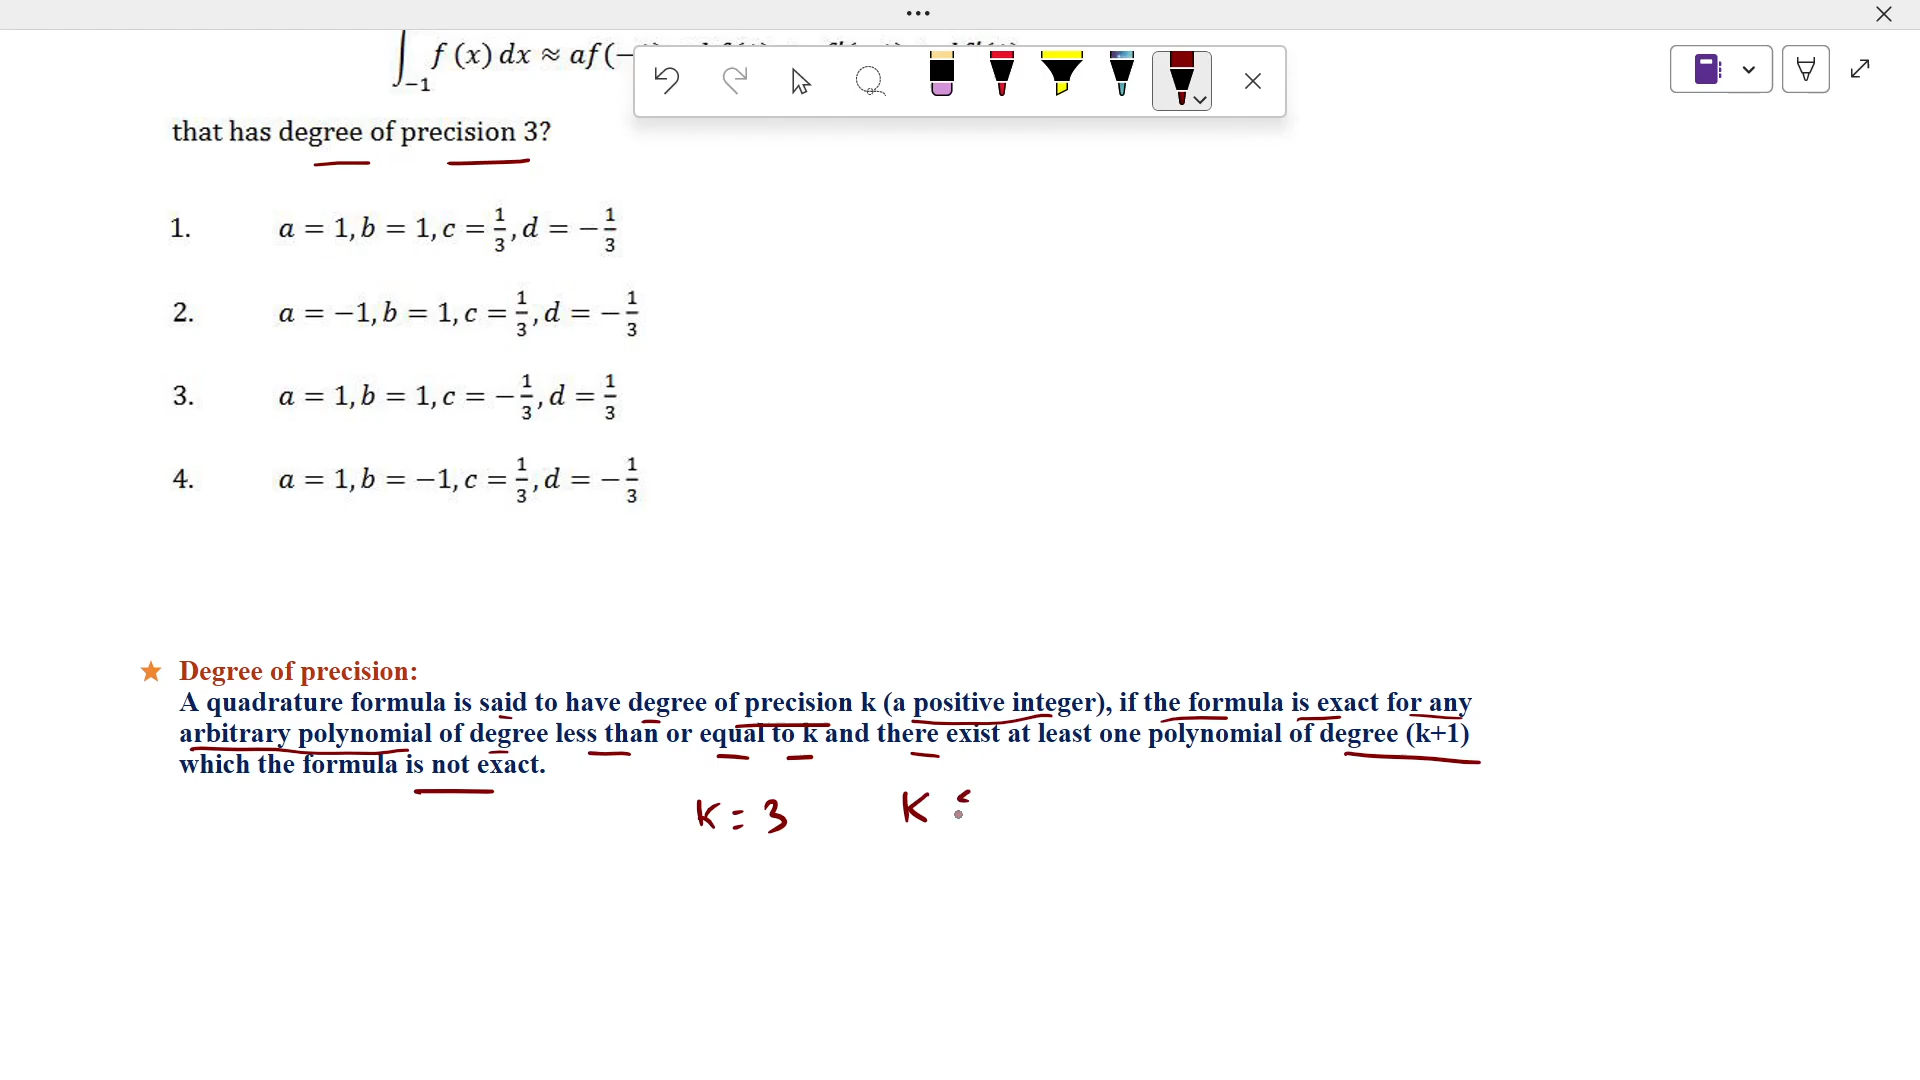 ∫₋₁ f (x) dx ≈ af(−
that has degree of precision 3?
1. a = 1, b = 1, c = 1/3, d = −1/3
2. a = −1, b = 1, c = 1/3, d = −1/3
3. a = 1, b = 1, c = −1/3, d = 1/3
4. a = 1, b = −1, c = 1/3, d = −1/3
★ Degree of precision:
A quadrature formula is said to have degree of precision k (a positive integer), if the formula is exact for any
arbitrary polynomial of degree less than or equal to k and there exist at least one polynomial of degree (k+1)
which the formula is not exact.
K = 3 K